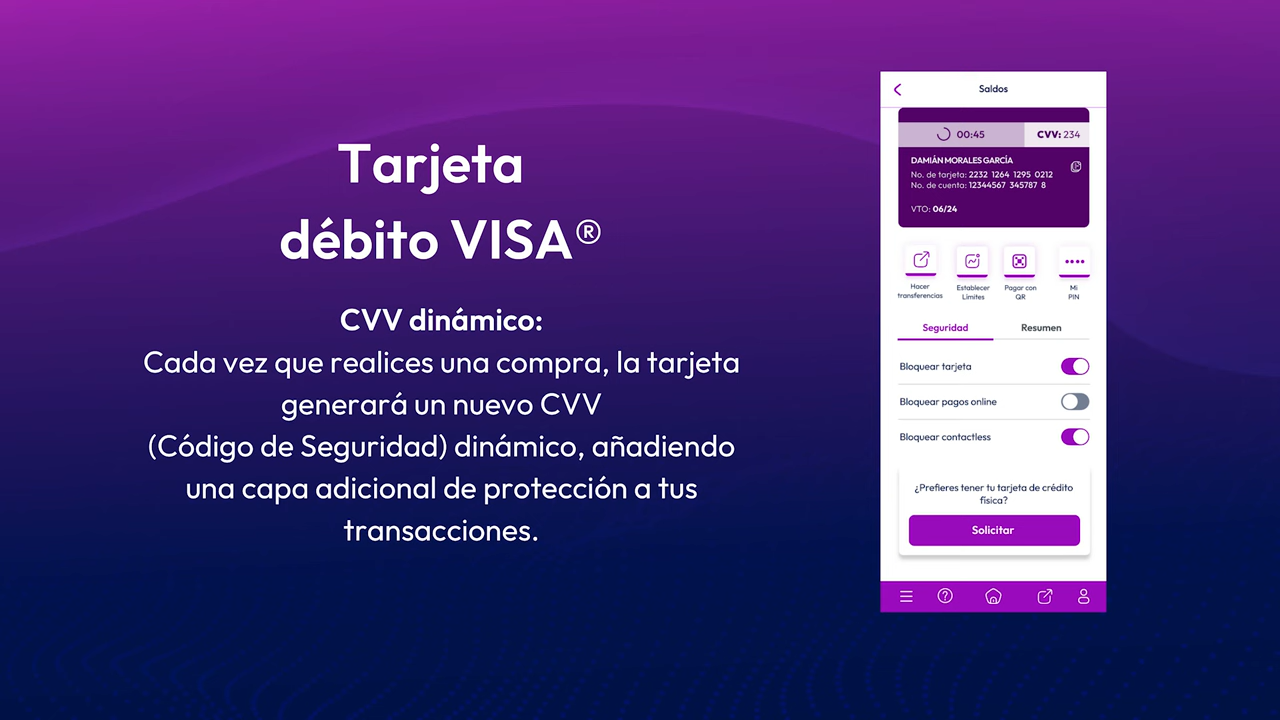 Tarjeta
débito VISA®
CVV dinámico:
Cada vez que realices una compra, la tarjeta
generará un nuevo CVV
(Código de Seguridad) dinámico, añadiendo
una capa adicional de protección a tus
transacciones.
Saldos
00:45 CVV: 234
DAMIÁN MORALES GARCÍA
No. de tarjeta: 2232 1264 1295 0212
No. de cuenta: 12344567 345787 8
VTO: 06/24
Hacer
transferencias
Establecer
Límites
Pagar con
QR
Mi
PIN
Seguridad Resumen
Bloquear tarjeta
Bloquear pagos online
Bloquear contactless
¿Prefieres tener tu tarjeta de crédito
física?
Solicitar